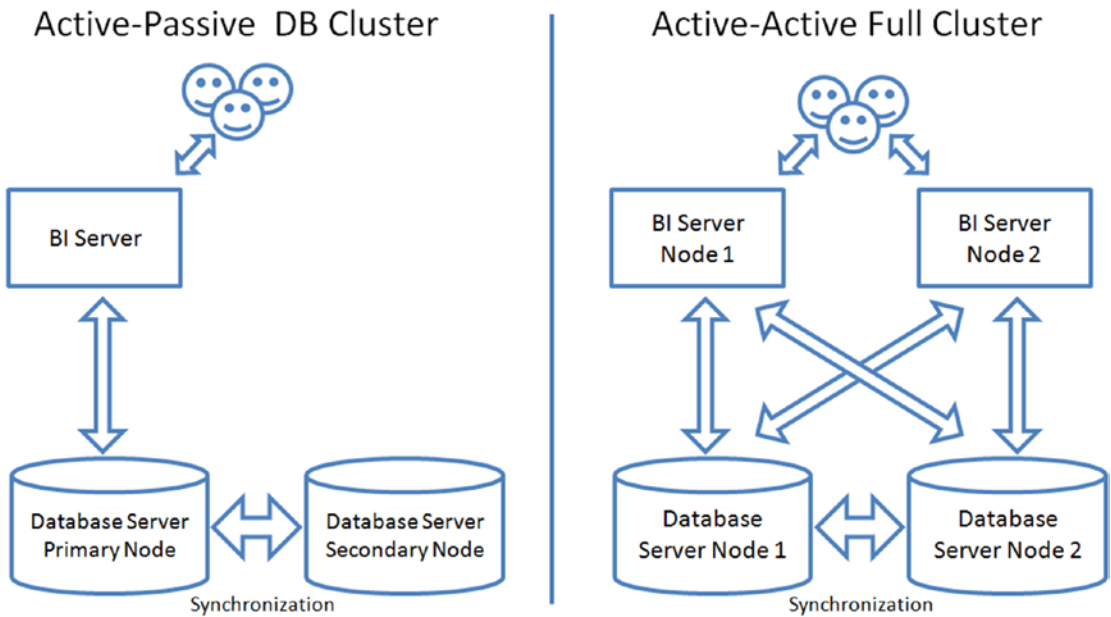 Active-Passive DB Cluster
BI Server
Database Server
Primary Node
Database Server
Secondary Node
Synchronization
Active-Active Full Cluster
BI Server
Node 1
BI Server
Node 2
Database
Server Node 1
Database
Server Node 2
Synchronization